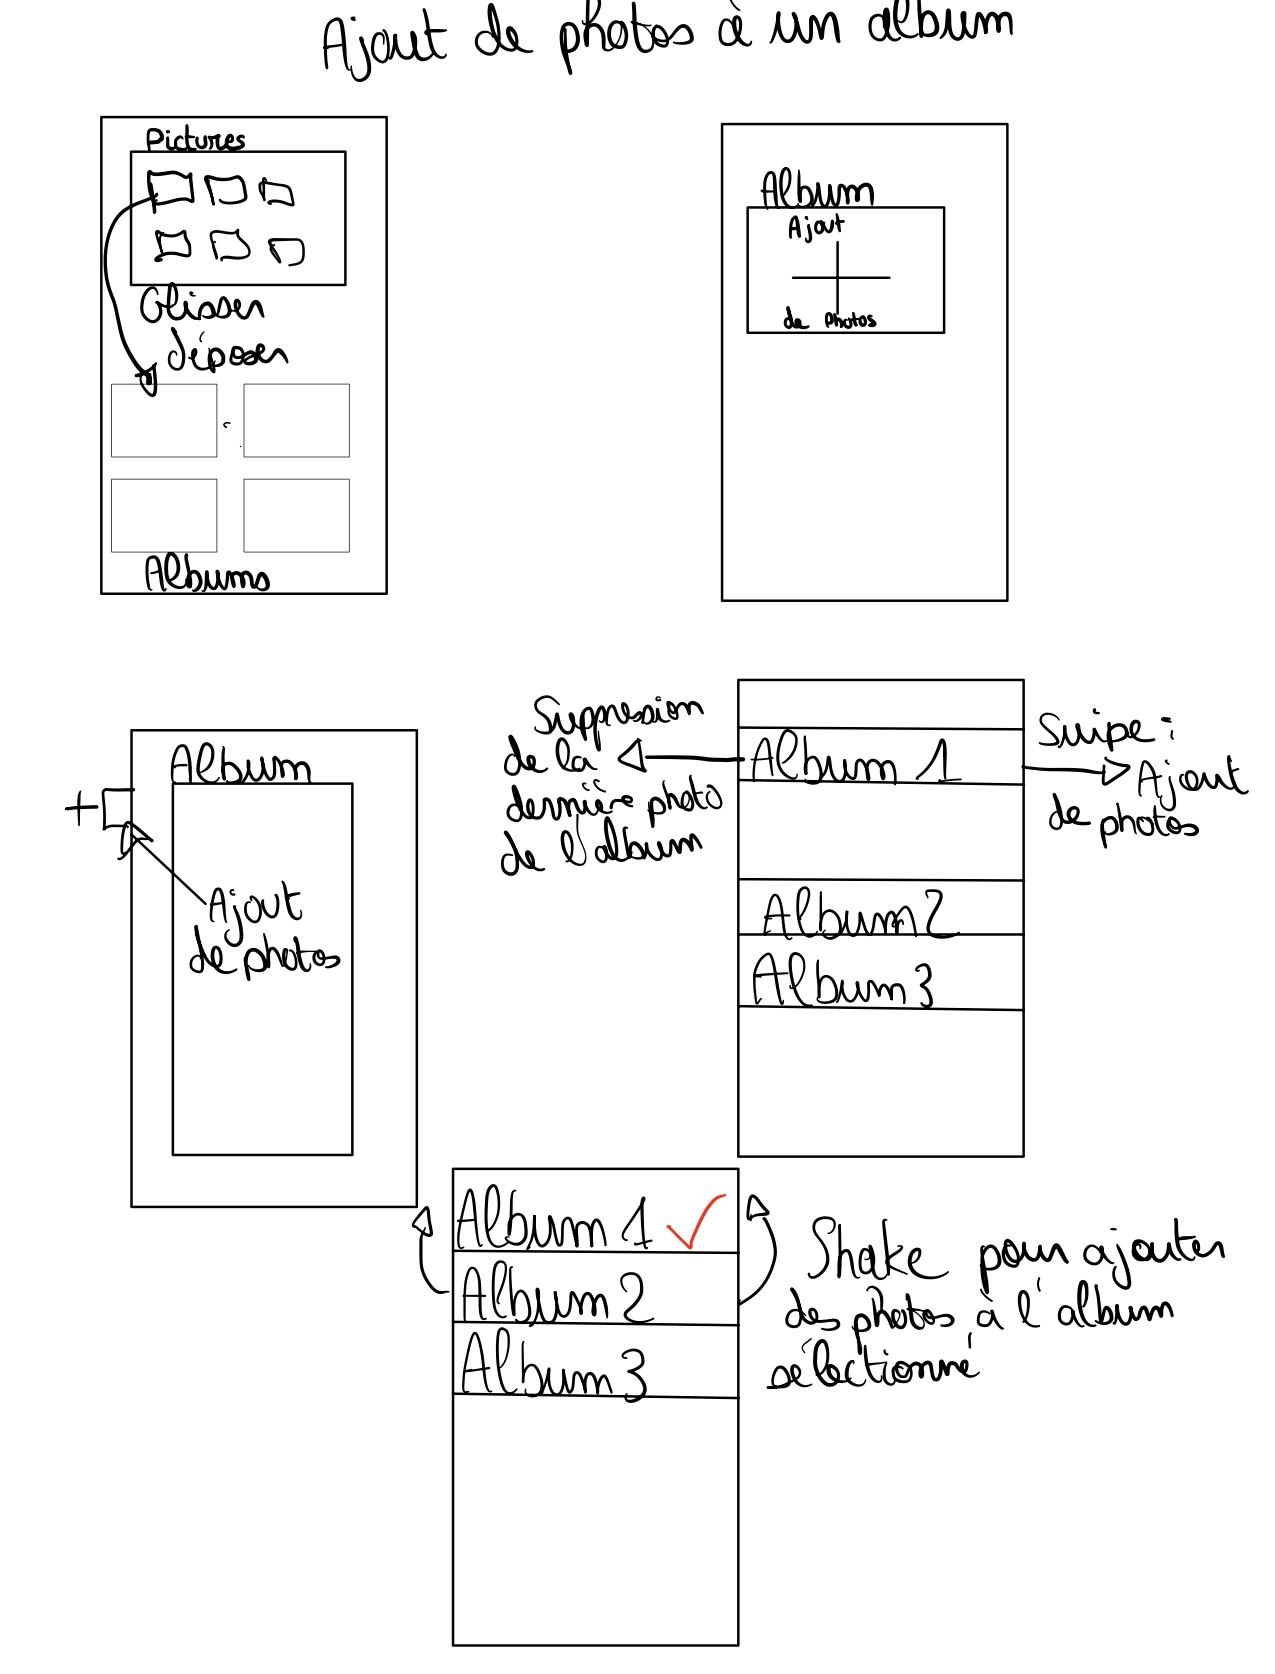 Ajout de photos à un album
Pictures
Glisser
déposer
Albums
Album
Ajout
de photos
Album
+
Ajout
de photos
Suppression
de la
dernière photo
de l'album
Album 1
Album 2
Album 3
Swipe :
Ajout
de photos
Album 1 ✓
Album 2
Album 3
Shake pour ajouter
des photos à l'album
sélectionné